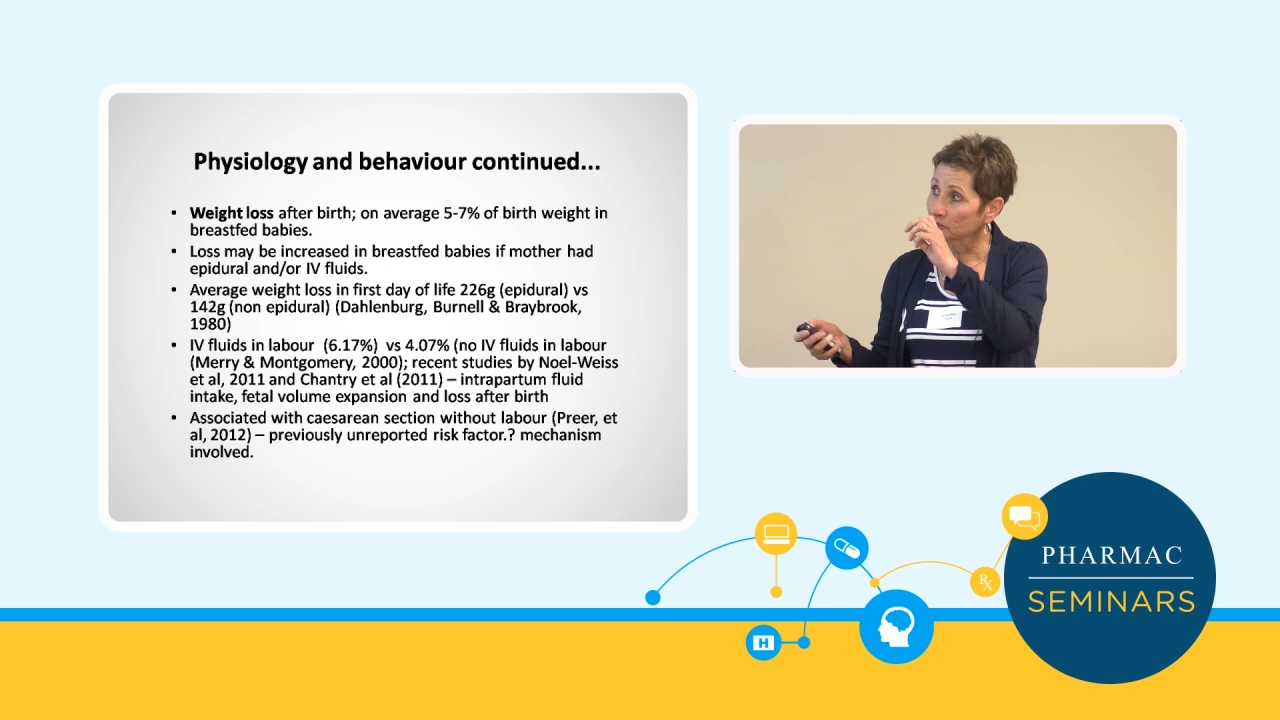 Physiology and behaviour continued...
• Weight loss after birth; on average 5-7% of birth weight in
breastfed babies.
• Loss may be increased in breastfed babies if mother had
epidural and/or IV fluids.
• Average weight loss in first day of life 226g (epidural) vs
142g (non epidural) (Dahlenburg, Burnell & Braybrook,
1980)
• IV fluids in labour (6.17%) vs 4.07% (no IV fluids in labour
(Merry & Montgomery, 2000); recent studies by Noel-Weiss
et al, 2011 and Chantry et al (2011) – intrapartum fluid
intake, fetal volume expansion and loss after birth
• Associated with caesarean section without labour (Preer, et
al, 2012) – previously unreported risk factor.? mechanism
involved.
H
Rx
PHARMAC
SEMINARS